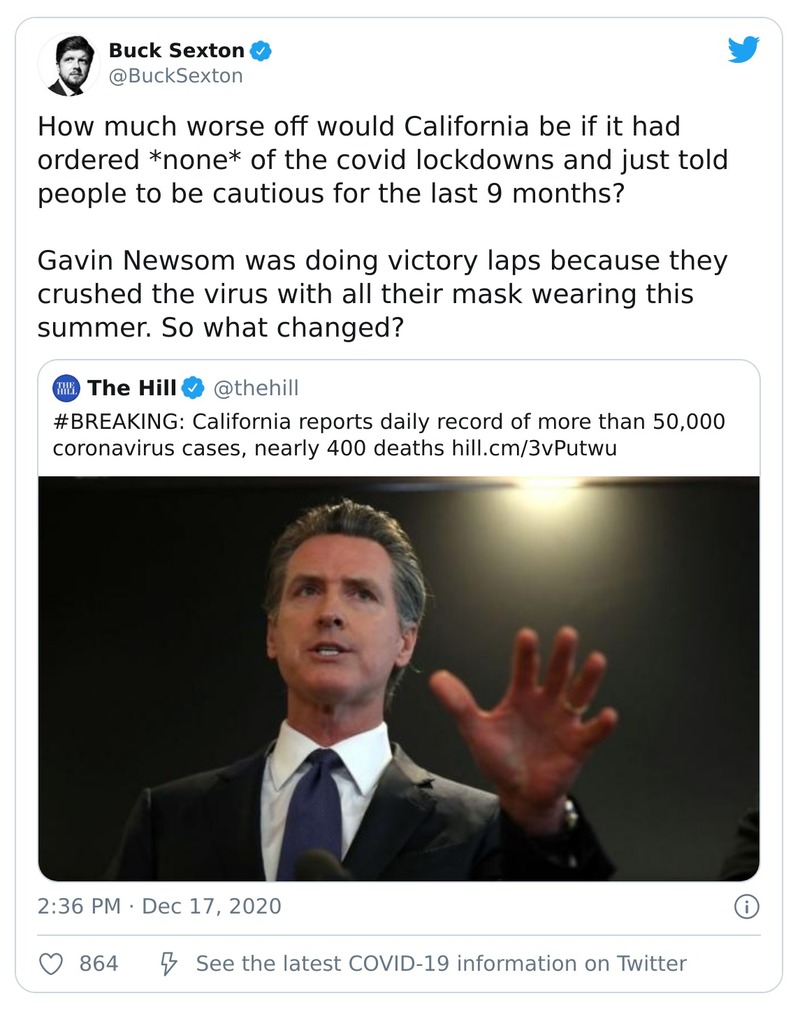 Buck Sexton
@BuckSexton
How much worse off would California be if it had
ordered *none* of the covid lockdowns and just told
people to be cautious for the last 9 months?
Gavin Newsom was doing victory laps because they
crushed the virus with all their mask wearing this
summer. So what changed?
THE HILL The Hill @thehill
#BREAKING: California reports daily record of more than 50,000
coronavirus cases, nearly 400 deaths hill.cm/3vPutwu
2:36 PM · Dec 17, 2020
864 See the latest COVID-19 information on Twitter